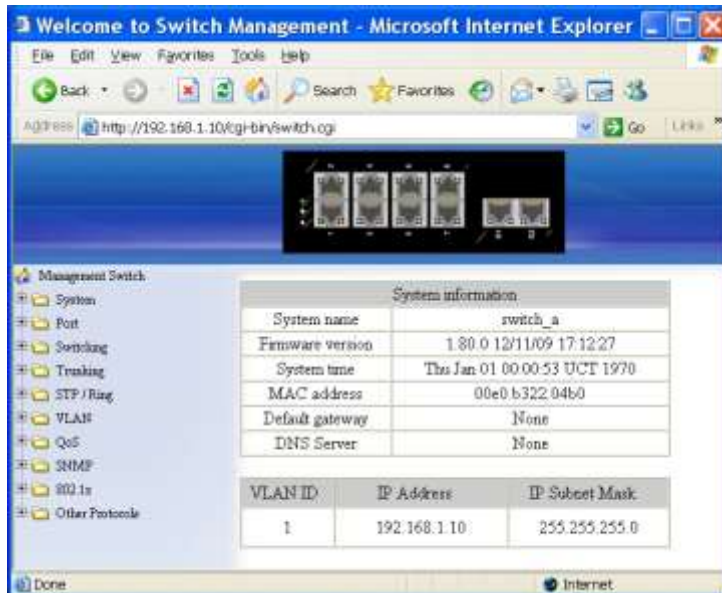 Welcome to Switch Management - Microsoft Internet Explorer
File Edit View Favorites Tools Help
Back Search Favorites
Address http://192.168.1.10/cgi-bin/switch.cgi Go Links »
Management Switch
System
Port
Switching
Trunking
STP / Ring
VLAN
QoS
SNMP
802.1x
Other Protocols
System information
System name switch_a
Firmware version 1.80.0 12/11/09 17:12:27
System time Thu Jan 01 00:00:53 UCT 1970
MAC address 00e0.b322.04b0
Default gateway None
DNS Server None
VLAN ID IP Address IP Subnet Mask
1 192.168.1.10 255.255.255.0
Done Internet